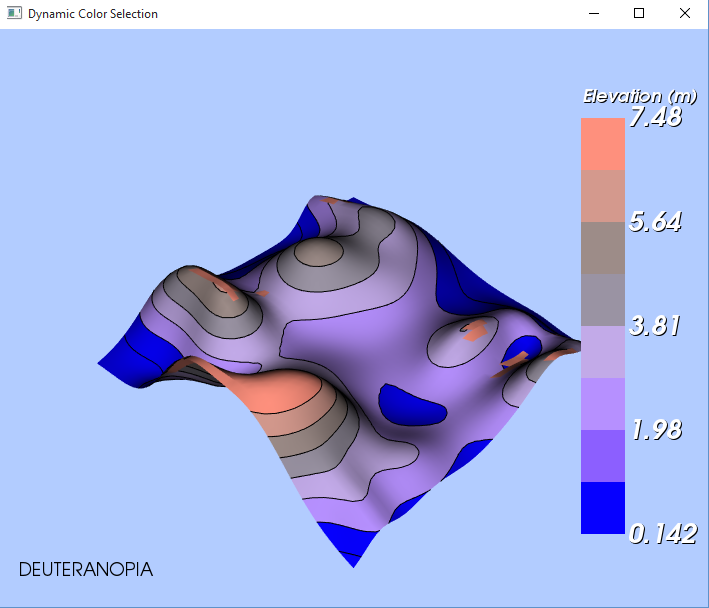 Dynamic Color Selection
Elevation (m)
7.48
5.64
3.81
1.98
0.142
DEUTERANOPIA